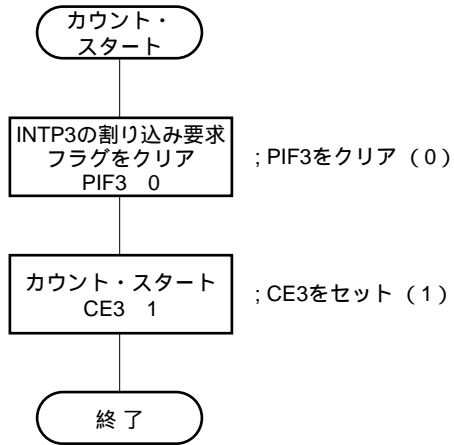 カウント・
スタート
INTP3の割り込み要求
フラグをクリア
PIF3 0
; PIF3をクリア（0）
カウント・スタート
CE3 1
; CE3をセット（1）
終 了